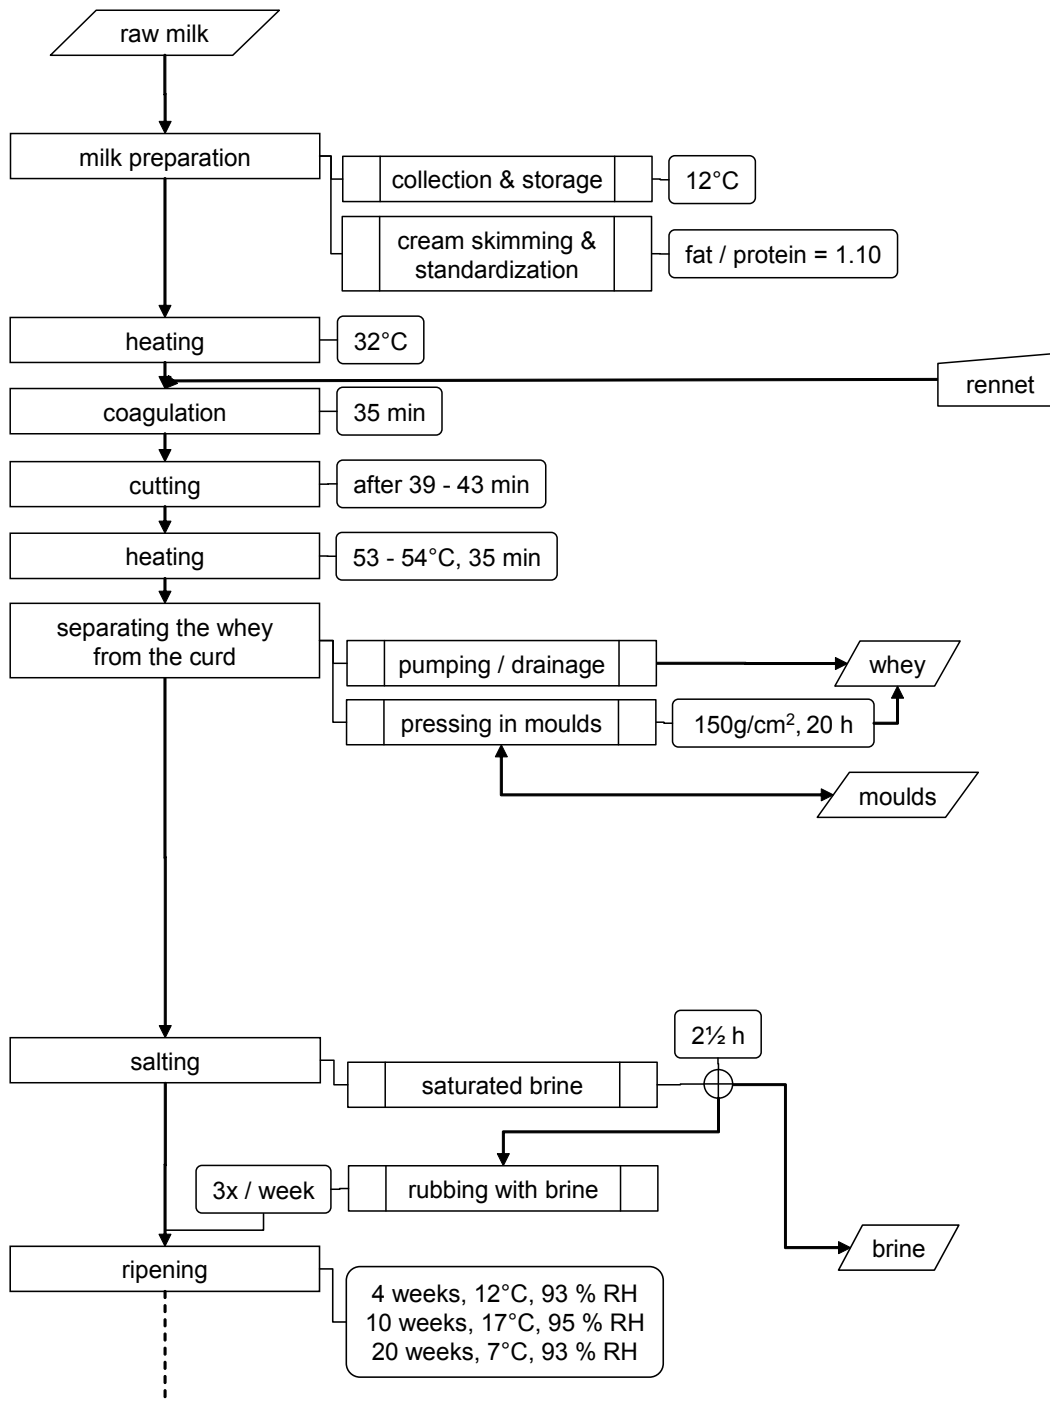 raw milk
milk preparation
collection & storage
12°C
cream skimming &
standardization
fat / protein = 1.10
heating
32°C
rennet
coagulation
35 min
cutting
after 39 - 43 min
heating
53 - 54°C, 35 min
separating the whey
from the curd
pumping / drainage
whey
pressing in moulds
150g/cm², 20 h
moulds
salting
2½ h
saturated brine
3x / week
rubbing with brine
brine
ripening
4 weeks, 12°C, 93 % RH
10 weeks, 17°C, 95 % RH
20 weeks, 7°C, 93 % RH